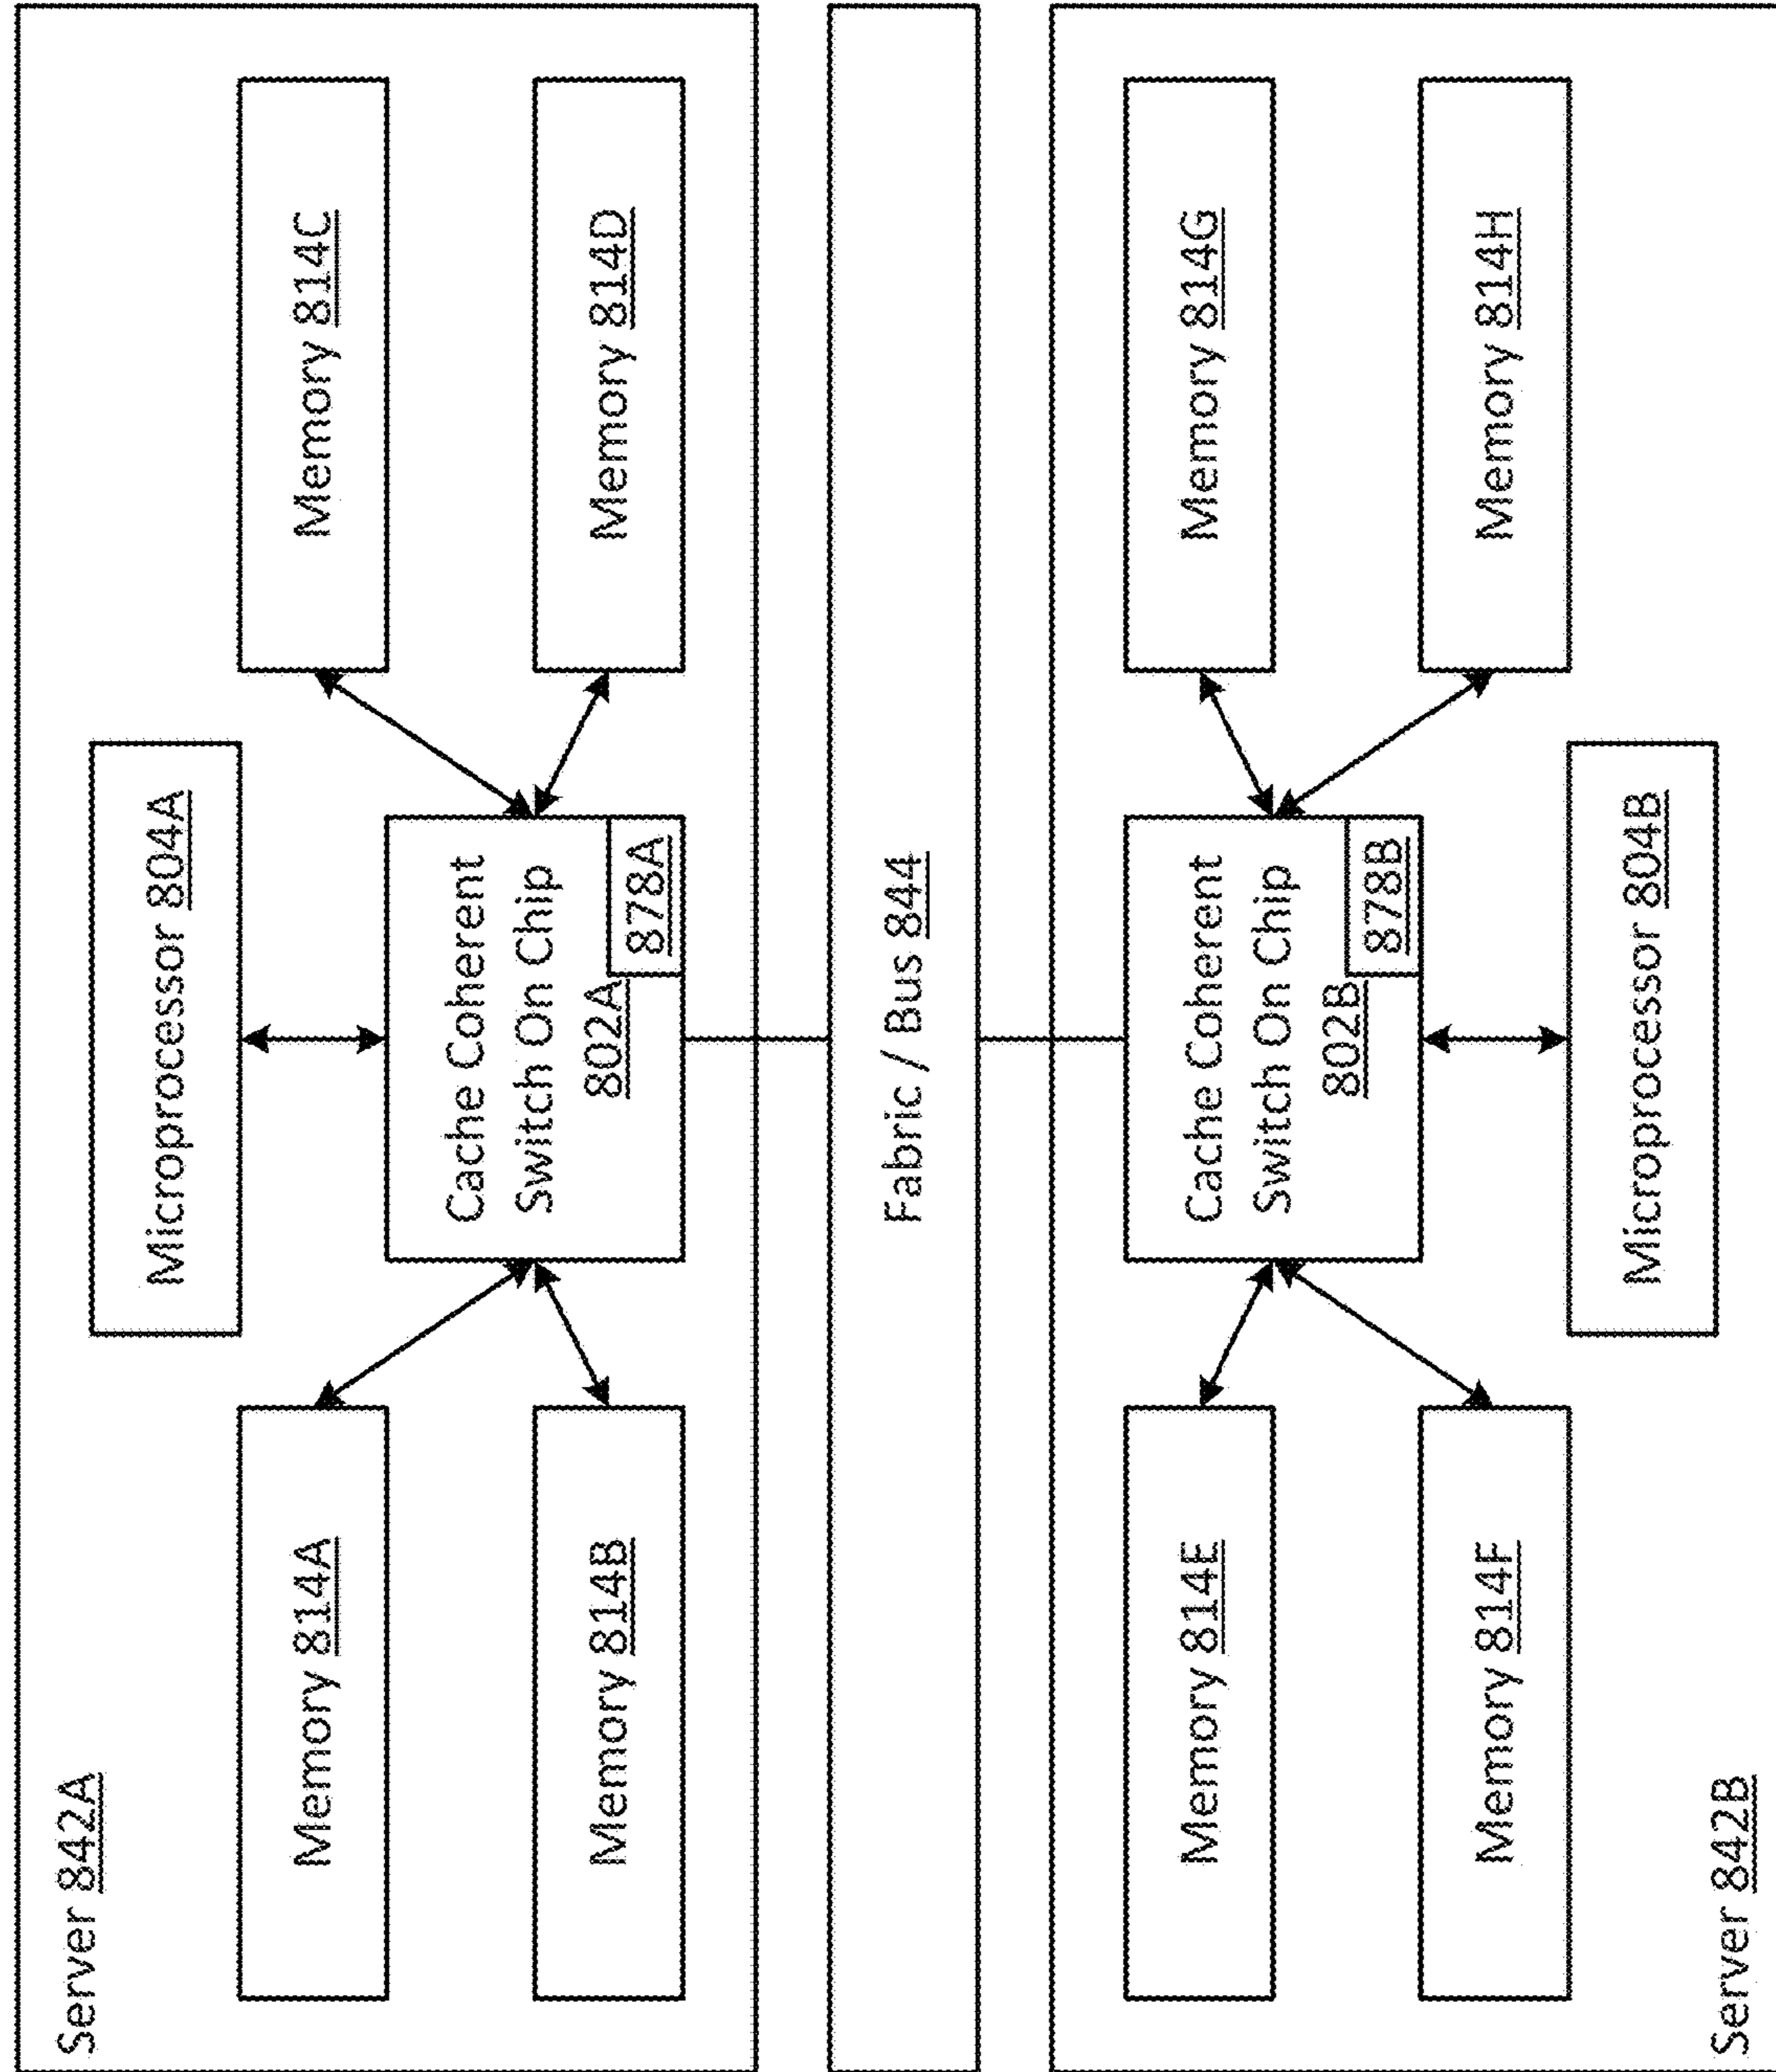 Server 842A
Microprocessor 804A
Memory 814A
Memory 814C
Cache Coherent
Switch On Chip
802A
878A
Memory 814B
Memory 814D
Fabric / Bus 844
Memory 814E
Memory 814G
Cache Coherent
Switch On Chip
802B
878B
Memory 814F
Memory 814H
Microprocessor 804B
Server 842B